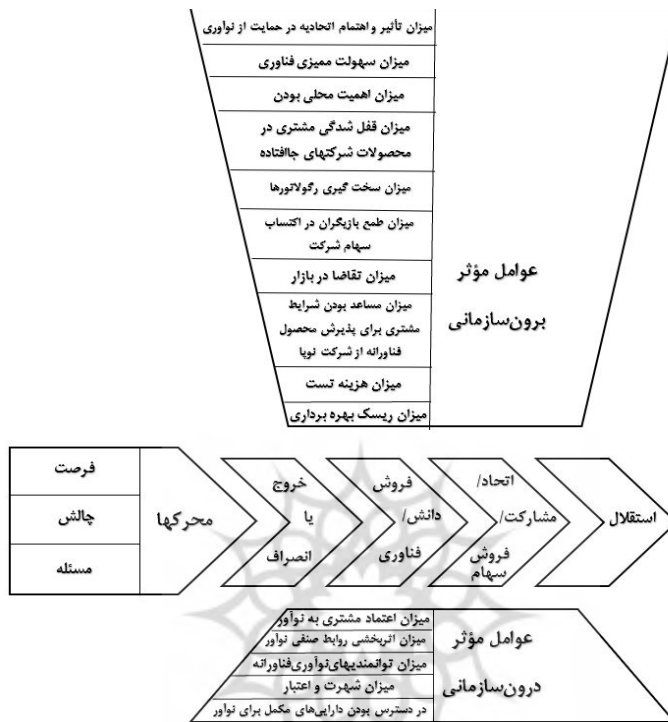 میزان تأثیر و اهتمام اتحادیه در حمایت از نوآوری
میزان سهولت ممیزی فناوری
میزان اهمیت محلی بودن
میزان قفل شدگی مشتری در
محصولات شرکتهای جاافتاده
میزان سخت گیری رگولاتورها
میزان طمع بازیگران در اکتساب
سهام شرکت
میزان تقاضا در بازار
میزان مساعد بودن شرایط
مشتری برای پذیرش محصول
فناورانه از شرکت نوپا
میزان هزینه تست
میزان ریسک بهره برداری
عوامل مؤثر
برون‌سازمانی
فرصت
چالش
مسئله
محرکها
خروج
یا
انصراف
فروش
دانش/
فناوری
اتحاد/
مشارکت/
فروش
سهام
استقلال
میزان اعتماد مشتری به نوآور
میزان اثربخشی روابط صنفی نوآور
میزان توانمندیهای‌نوآوری‌فناورانه
میزان شهرت و اعتبار
در دسترس بودن دارایی‌های مکمل برای نوآور
عوامل مؤثر
درون‌سازمانی